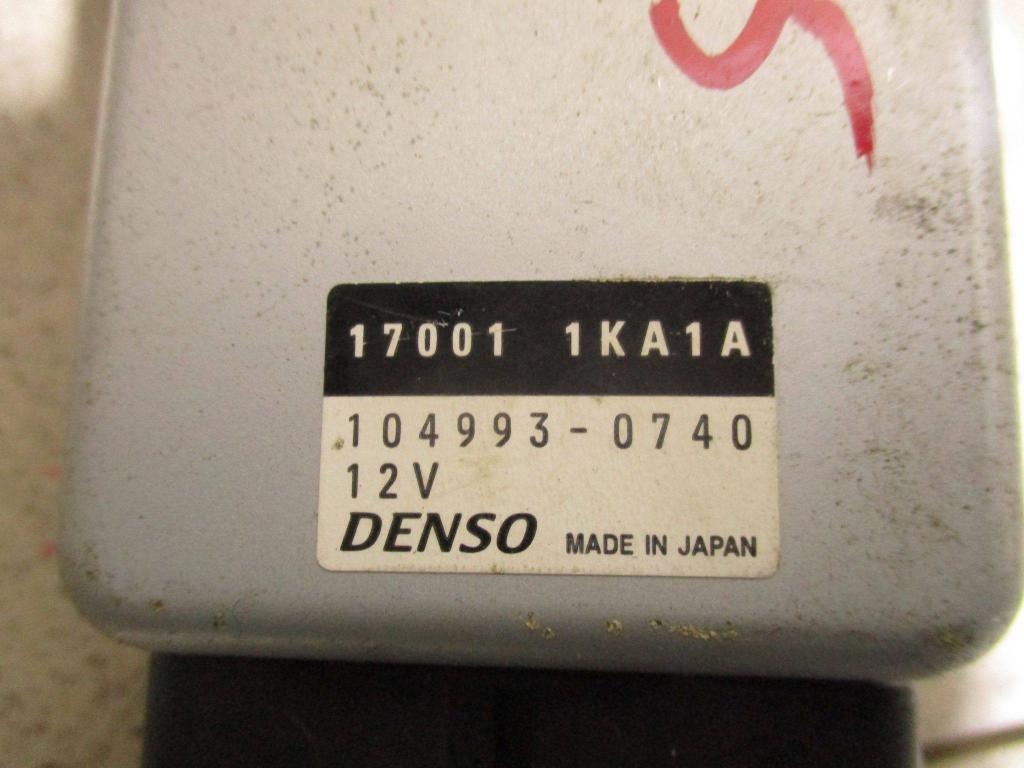 17001 1KA1A
104993-0740
12V
DENSO MADE IN JAPAN